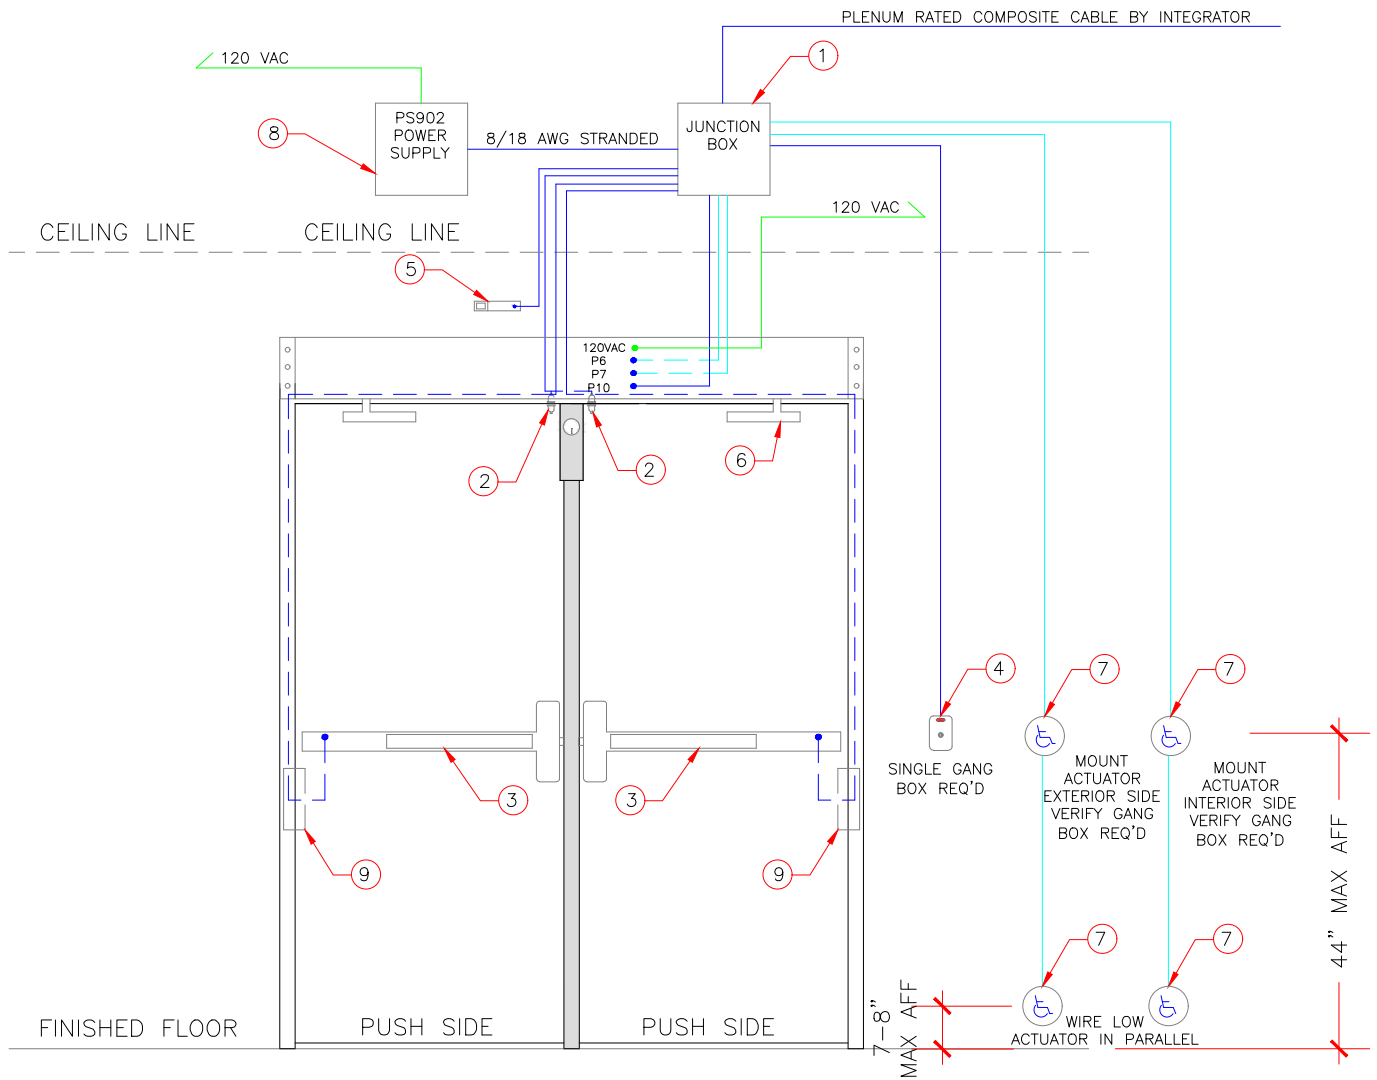 PLENUM RATED COMPOSITE CABLE BY INTEGRATOR
1
120 VAC
PS902
POWER
SUPPLY
8
8/18 AWG STRANDED
JUNCTION
BOX
120 VAC
CEILING LINE
CEILING LINE
5
120VAC
P6
P7
P10
2
2
6
4
7
7
SINGLE GANG
BOX REQ'D
MOUNT
ACTUATOR
EXTERIOR SIDE
VERIFY GANG
BOX REQ'D
MOUNT
ACTUATOR
INTERIOR SIDE
VERIFY GANG
BOX REQ'D
3
3
9
9
44" MAX AFF
7
7
7-8"
MAX AFF
WIRE LOW
ACTUATOR IN PARALLEL
FINISHED FLOOR
PUSH SIDE
PUSH SIDE